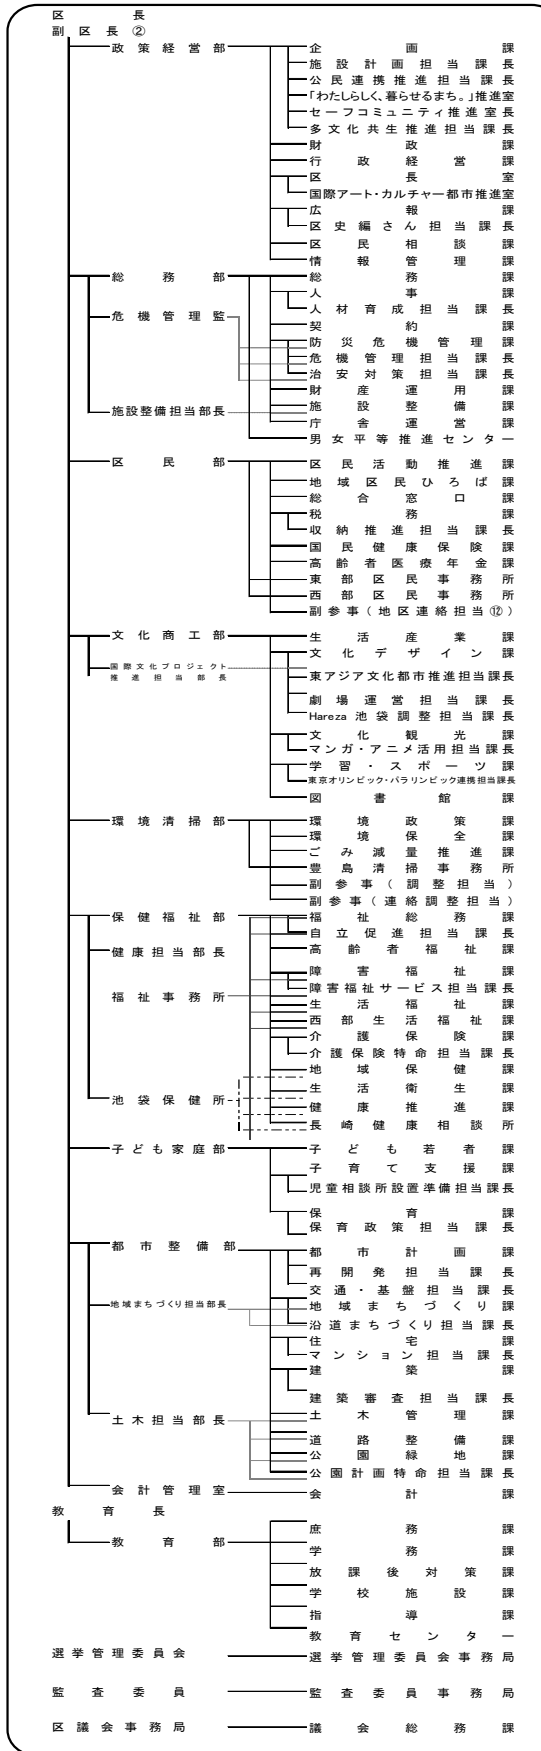 区長
副区長②
政策経営部
企画課
施設計画担当課長
公民連携推進担当課長
「わたしらしく、暮らせるまち。」推進室
セーフコミュニティ推進室長
多文化共生推進担当課長
財政課
行政経営課
区長室
国際アート・カルチャー都市推進室
広報課
区史編さん担当課長
区民相談課
情報管理課
総務部
総務課
人事課
人材育成担当課長
危機管理監
契約課
防災危機管理課
危機管理担当課長
治安対策担当課長
財産運用課
施設整備担当部長
施設整備課
庁舎運営課
男女平等推進センター
区民部
区民活動推進課
地域区民ひろば課
総合窓口課
税務課
収納推進担当課長
国民健康保険課
高齢者医療年金課
東部区民事務所
西部区民事務所
副参事(地区連絡担当⑫)
文化商工部
生活産業課
文化デザイン課
国際文化プロジェクト
推進担当部長
東アジア文化都市推進担当課長
劇場運営担当課長
Hareza 池袋調整担当課長
文化観光課
マンガ・アニメ活用担当課長
学習・スポーツ課
東京オリンピック・パラリンピック連携担当課長
図書館課
環境清掃部
環境政策課
環境保全課
ごみ減量推進課
豊島清掃事務所
副参事(調整担当)
副参事(連絡調整担当)
保健福祉部
福祉総務課
自立促進担当課長
健康担当部長
高齢者福祉課
障害福祉課
障害福祉サービス担当課長
福祉事務所
生活福祉課
西部生活福祉課
介護保険課
介護保険特命担当課長
地域保健課
生活衛生課
池袋保健所
健康推進課
長崎健康相談所
子ども家庭部
子ども若者課
子育て支援課
児童相談所設置準備担当課長
保育課
保育政策担当課長
都市整備部
都市計画課
再開発担当課長
交通・基盤担当課長
地域まちづくり担当部長
地域まちづくり課
沿道まちづくり担当課長
住宅課
マンション担当課長
建築課
建築審査担当課長
土木担当部長
土木管理課
道路整備課
公園緑地課
公園計画特命担当課長
会計管理室
会計課
教育長
教育部
庶務課
学務課
放課後対策課
学校施設課
指導課
教育センター
選挙管理委員会
選挙管理委員会事務局
監査委員
監査委員事務局
区議会事務局
議会総務課